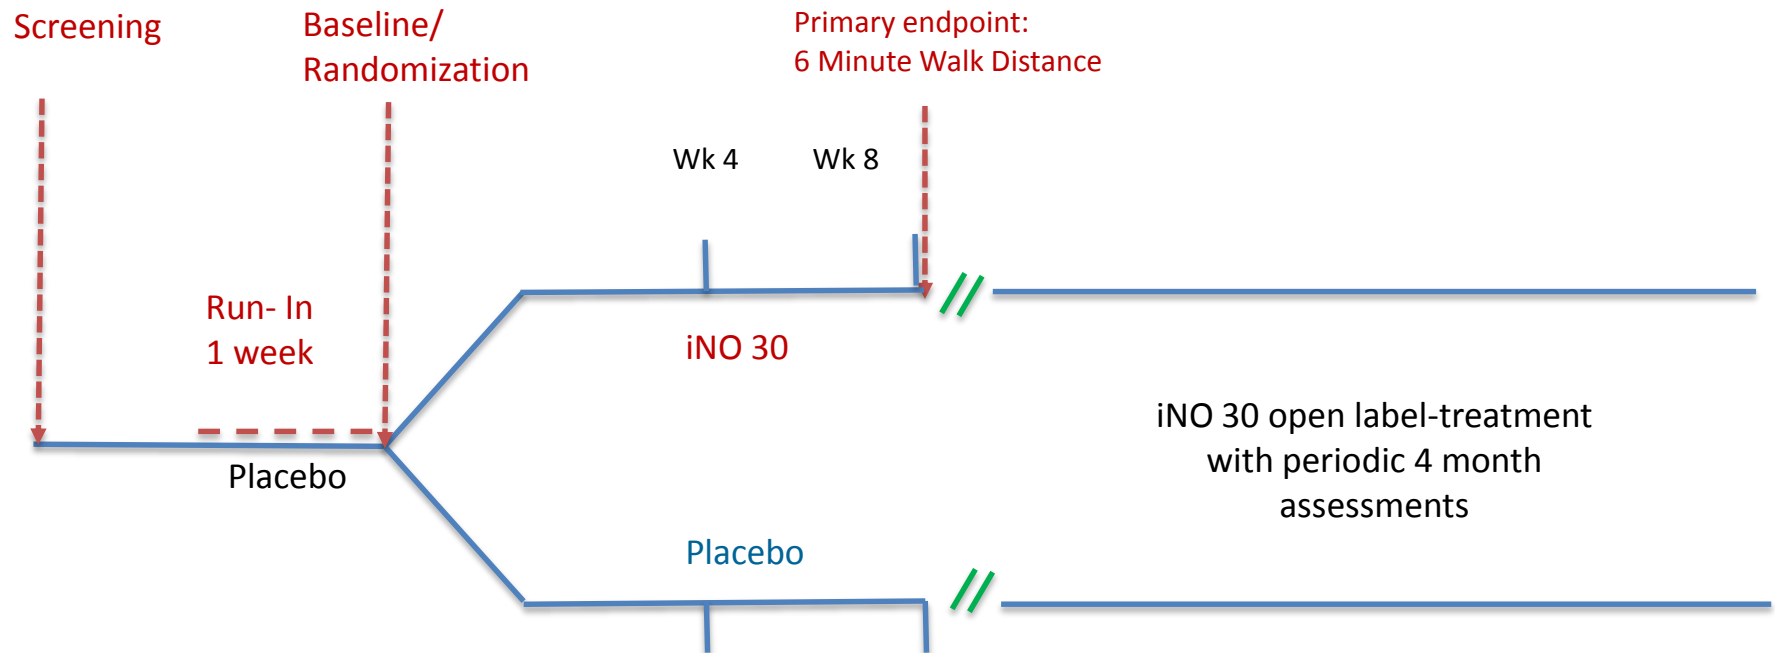 Screening
Baseline/
Randomization
Primary endpoint:
6 Minute Walk Distance
Wk 4
Wk 8
Run- In
1 week
iNO 30
Placebo
iNO 30 open label-treatment
with periodic 4 month
assessments
Placebo